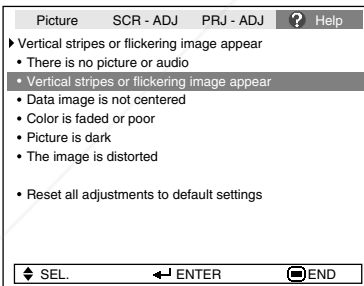 Picture SCR - ADJ PRJ - ADJ ? Help
Vertical stripes or flickering image appear
• There is no picture or audio
• Vertical stripes or flickering image appear
• Data image is not centered
• Color is faded or poor
• Picture is dark
• The image is distorted
• Reset all adjustments to default settings
SEL. ENTER END